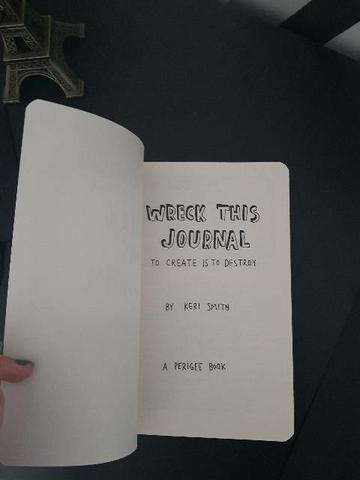 WRECK THIS
JOURNAL
TO CREATE IS TO DESTROY
BY KERI SMITH
A PERIGEE BOOK